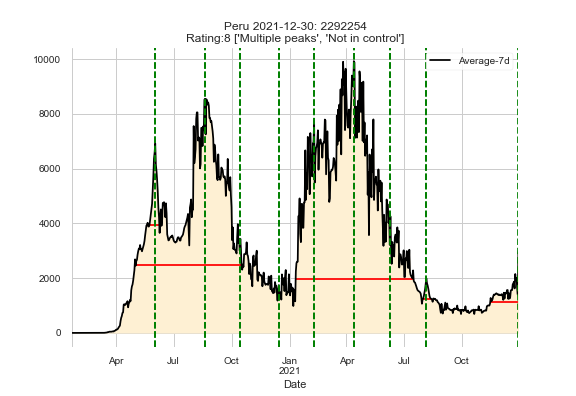 Peru 2021-12-30: 2292254
Rating:8 ['Multiple peaks', 'Not in control']
Average-7d
10000
8000
6000
4000
2000
0
Apr
Jul
Oct
Jan
2021
Apr
Jul
Oct
Date